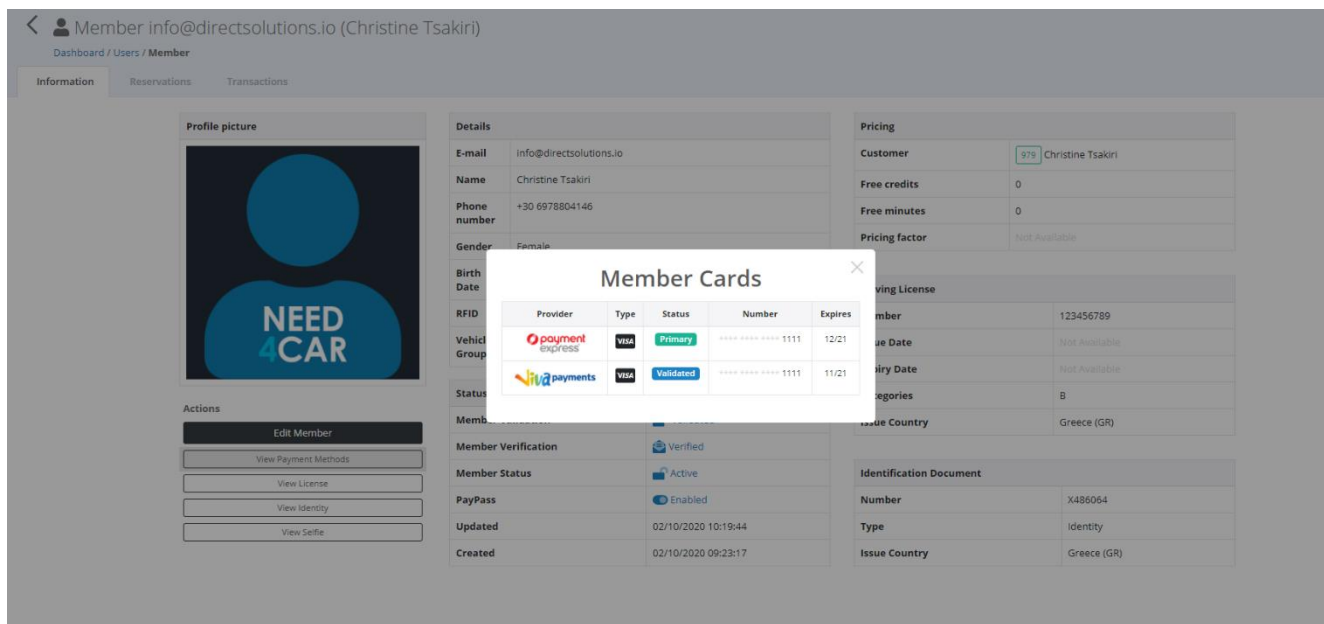 Member info@directsolutions.io (Christine Tsakiri)
Dashboard / Users / Member
Information Reservations Transactions
Profile picture
NEED
4CAR
Actions
Edit Member
View Payment Methods
View License
View Identity
View Selfie
Details
E-mail info@directsolutions.io
Name Christine Tsakiri
Phone number +30 6978804146
Gender Female
Birth Date
RFID
Group
Status
Member Verification Verified
Member Status Active
PayPass Enabled
Updated 02/10/2020 10:19:44
Created 02/10/2020 09:23:17
Member Cards
Provider Type Status Number Expires
payment express VISA Primary **** **** **** 1111 12/21
Viva payments VISA Validated **** **** **** 1111 11/21
Pricing
Customer 979 Christine Tsakiri
Free credits 0
Free minutes 0
Pricing factor Not Available
ving License
mber 123456789
ue Date Not Available
iry Date Not Available
egories B
Issue Country Greece (GR)
Identification Document
Number X486064
Type Identity
Issue Country Greece (GR)